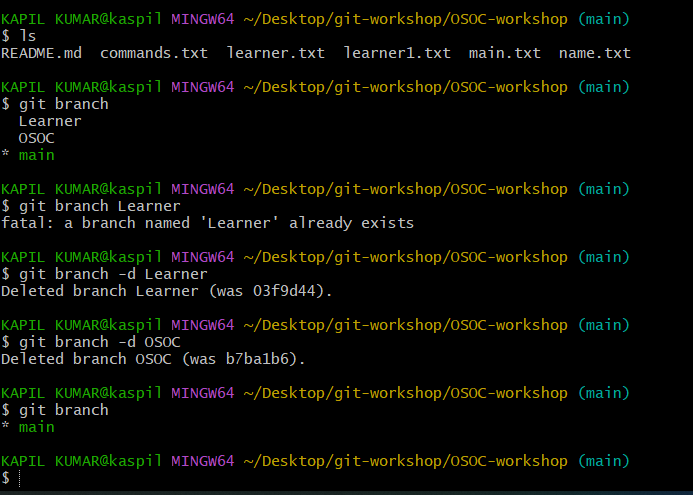 KAPIL KUMAR@kaspil MINGW64 ~/Desktop/git-workshop/OSOC-workshop (main)
$ ls
README.md  commands.txt  learner.txt  learner1.txt  main.txt  name.txt
KAPIL KUMAR@kaspil MINGW64 ~/Desktop/git-workshop/OSOC-workshop (main)
$ git branch
  Learner
  OSOC
* main
KAPIL KUMAR@kaspil MINGW64 ~/Desktop/git-workshop/OSOC-workshop (main)
$ git branch Learner
fatal: a branch named 'Learner' already exists
KAPIL KUMAR@kaspil MINGW64 ~/Desktop/git-workshop/OSOC-workshop (main)
$ git branch -d Learner
Deleted branch Learner (was 03f9d44).
KAPIL KUMAR@kaspil MINGW64 ~/Desktop/git-workshop/OSOC-workshop (main)
$ git branch -d OSOC
Deleted branch OSOC (was b7ba1b6).
KAPIL KUMAR@kaspil MINGW64 ~/Desktop/git-workshop/OSOC-workshop (main)
$ git branch
* main
KAPIL KUMAR@kaspil MINGW64 ~/Desktop/git-workshop/OSOC-workshop (main)
$